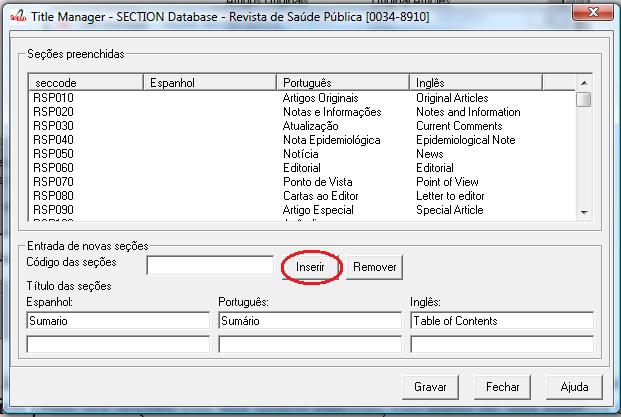 Title Manager - SECTION Database - Revista de Saúde Pública [0034-8910]
Seções preenchidas
seccode Espanhol Português Inglês
RSP010 Artigos Originais Original Articles
RSP020 Notas e Informações Notes and Information
RSP030 Atualização Current Comments
RSP040 Nota Epidemiológica Epidemiological Note
RSP050 Notícia News
RSP060 Editorial Editorial
RSP070 Ponto de Vista Point of View
RSP080 Cartas ao Editor Letter to editor
RSP090 Artigo Especial Special Article
Entrada de novas seções
Código das seções Inserir Remover
Título das seções
Espanhol: Português: Inglês:
Sumario Sumário Table of Contents
Gravar Fechar Ajuda